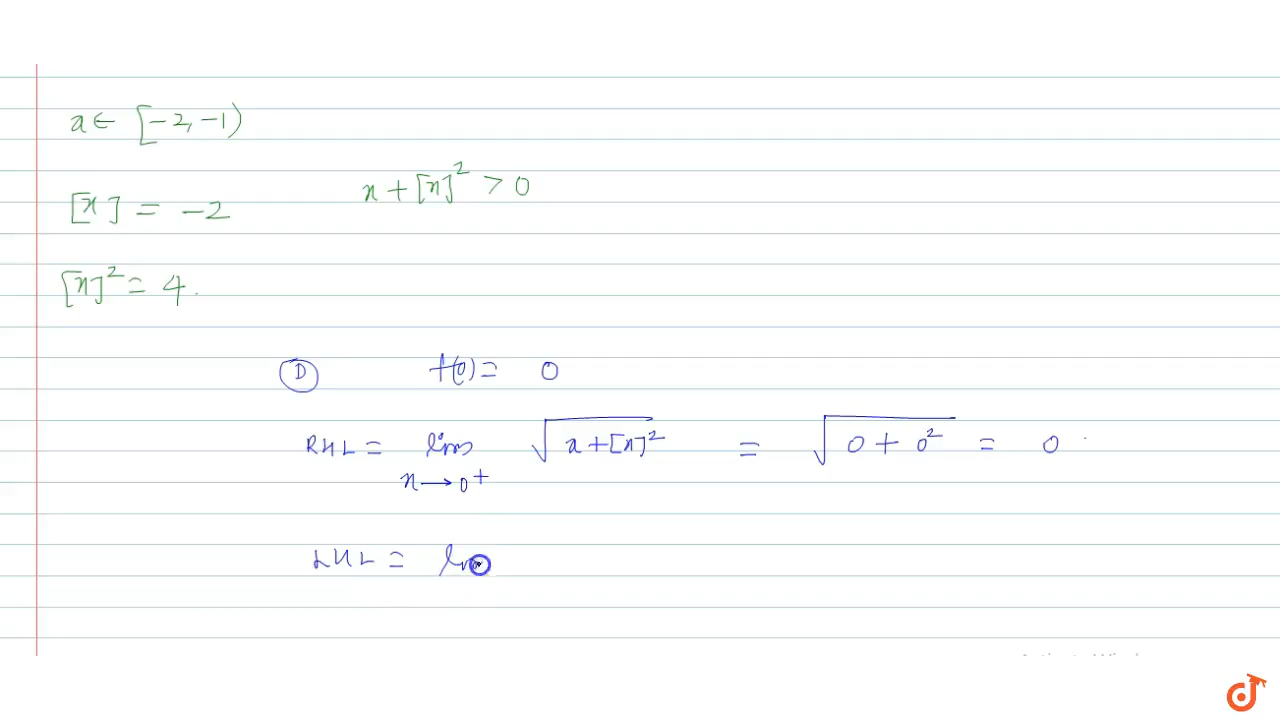 a ∈ [-2, -1)
x + [x]² > 0
[x] = -2
[x]² = 4.
D f(0) = 0
RHL = lim x → 0⁺ √(a + [x]²) = √(0 + 0²) = 0
LHL = lim